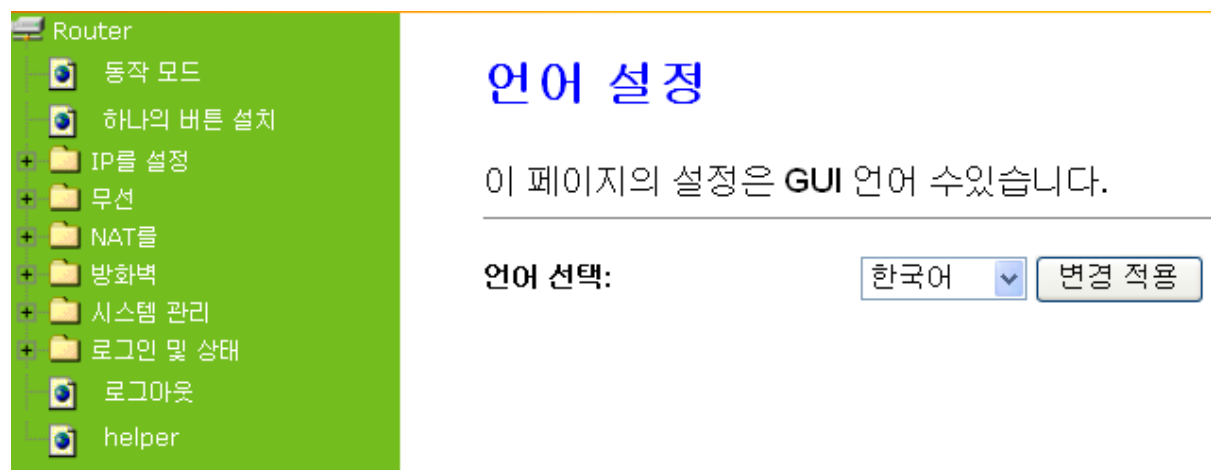 Router
동작 모드
하나의 버튼 설치
IP를 설정
무선
NAT를
방화벽
시스템 관리
로그인 및 상태
로그아웃
helper
언어 설정
이 페이지의 설정은 GUI 언어 수있습니다.
언어 선택: 한국어 변경 적용